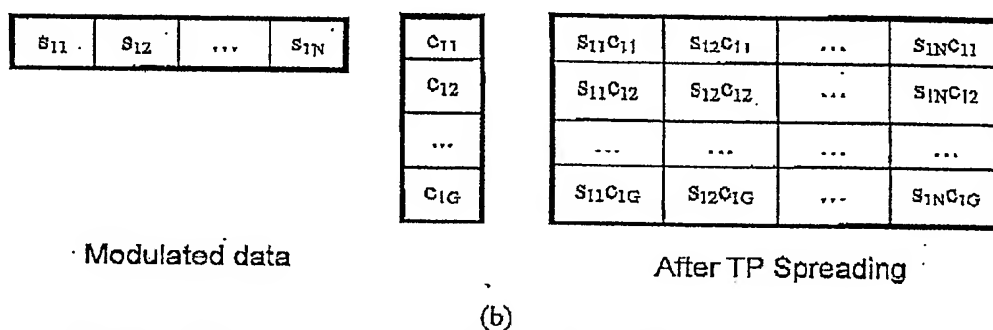 S11 S12 ... S1N
C11
C12
...
C1G
S11C11 S12C11 ... S1NC11
S11C12 S12C12 ... S1NC12
... ... ... ...
S11C1G S12C1G ... S1NC1G
Modulated data
After TP Spreading
(b)